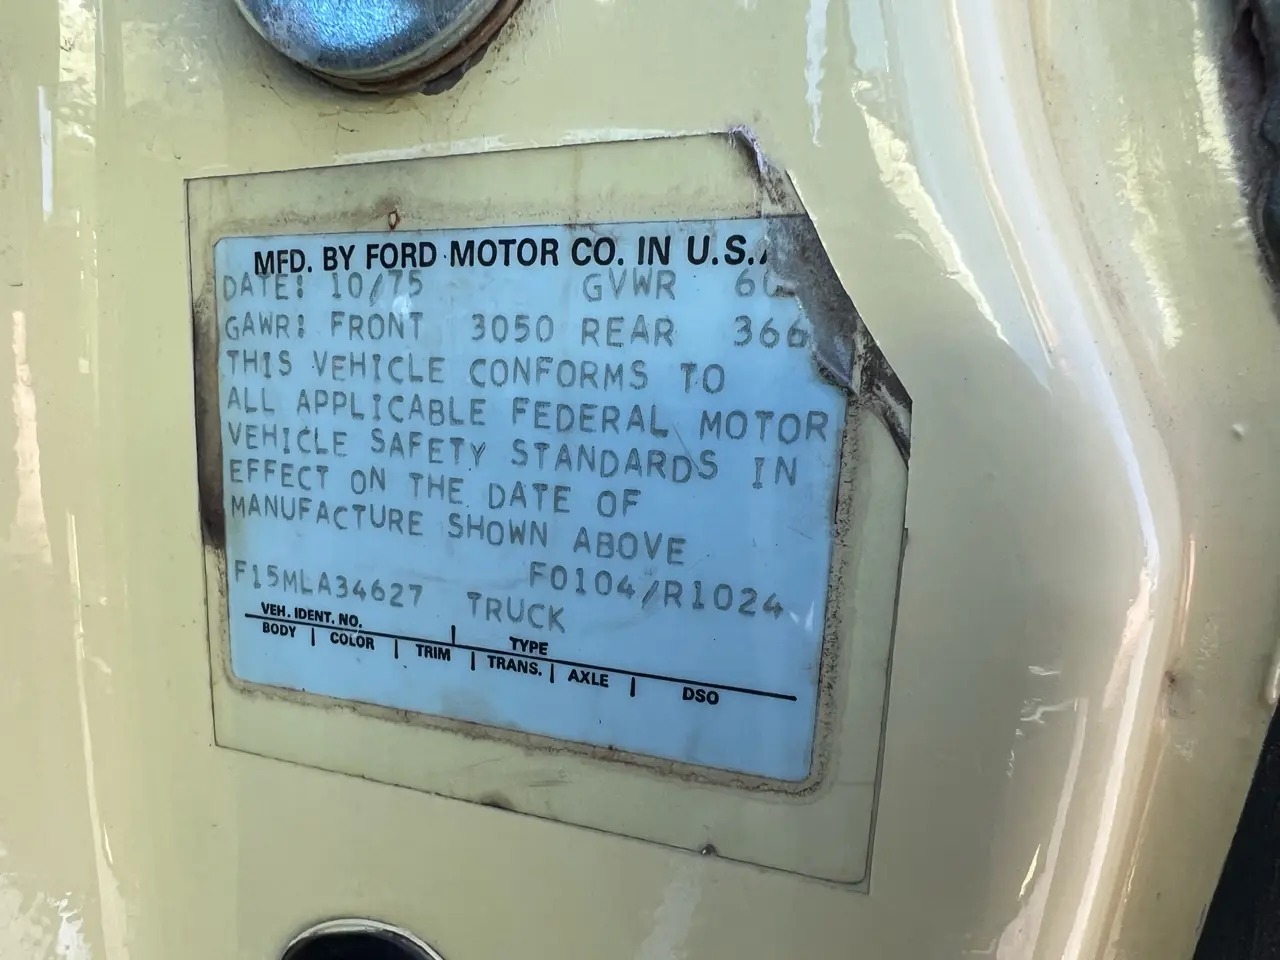 MFD. BY FORD MOTOR CO. IN U.S.
DATE: 10/75 GVWR
GAWR: FRONT 3050 REAR 366
THIS VEHICLE CONFORMS TO
ALL APPLICABLE FEDERAL MOTOR
VEHICLE SAFETY STANDARDS IN
EFFECT ON THE DATE OF
MANUFACTURE SHOWN ABOVE
F0104/R1024
F15MLA34627 TRUCK
VEH. IDENT. NO. TYPE
BODY COLOR TRIM TRANS. AXLE DSO